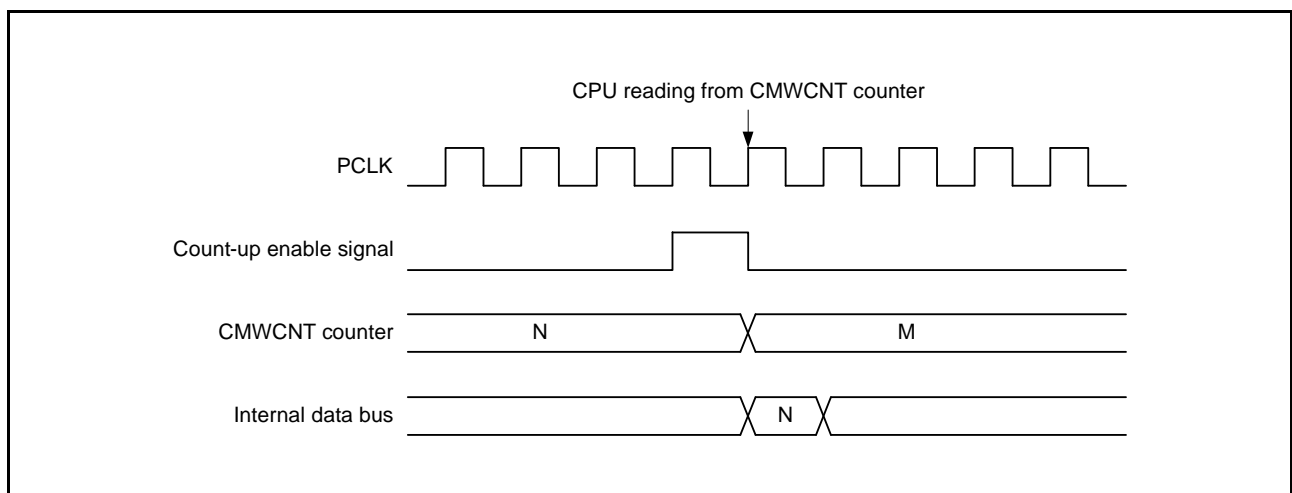 CPU reading from CMWCNT counter
PCLK
Count-up enable signal
CMWCNT counter N M
Internal data bus N